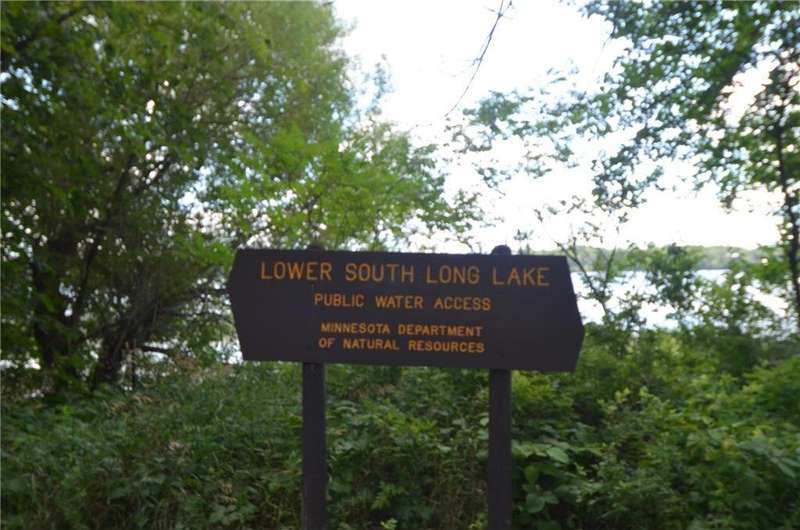 LOWER SOUTH LONG LAKE
PUBLIC WATER ACCESS
MINNESOTA DEPARTMENT
OF NATURAL RESOURCES